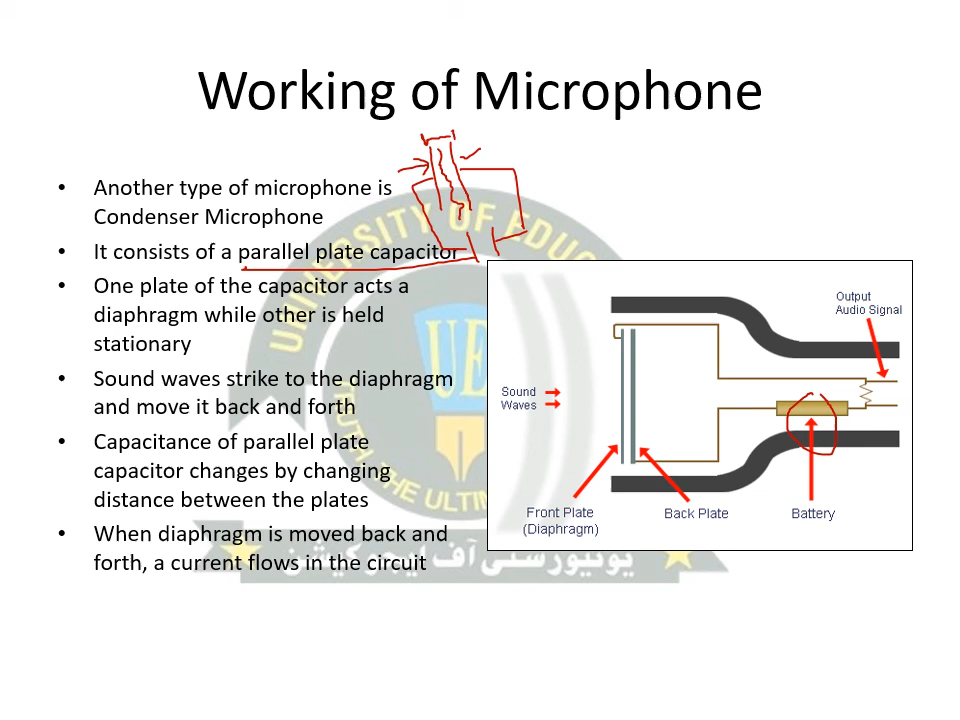 Working of Microphone
• Another type of microphone is
Condenser Microphone
• It consists of a parallel plate capacitor
• One plate of the capacitor acts a
diaphragm while other is held
stationary
• Sound waves strike to the diaphragm
and move it back and forth
• Capacitance of parallel plate
capacitor changes by changing
distance between the plates
• When diaphragm is moved back and
forth, a current flows in the circuit
Output
Audio Signal
Sound
Waves
Front Plate
(Diaphragm)
Back Plate
Battery
UNIVERSITY OF EDUC
UE
TRUTH THE ULTIM
یونیورسٹی آف ایجوکیشن